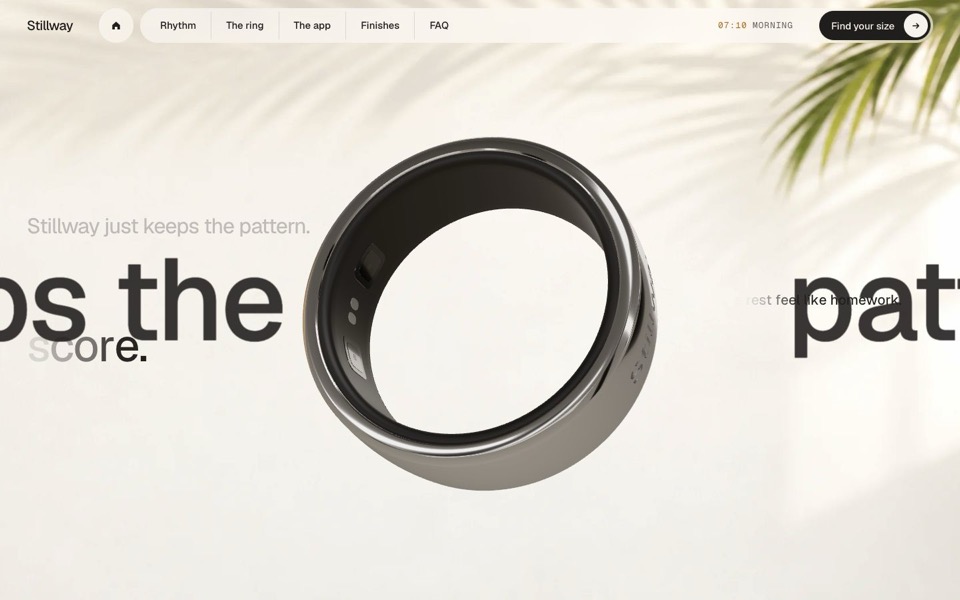 Stillway
Rhythm
The ring
The app
Finishes
FAQ
07:10 MORNING
Find your size
Stillway just keeps the pattern.
the
rest feel like homework
score.